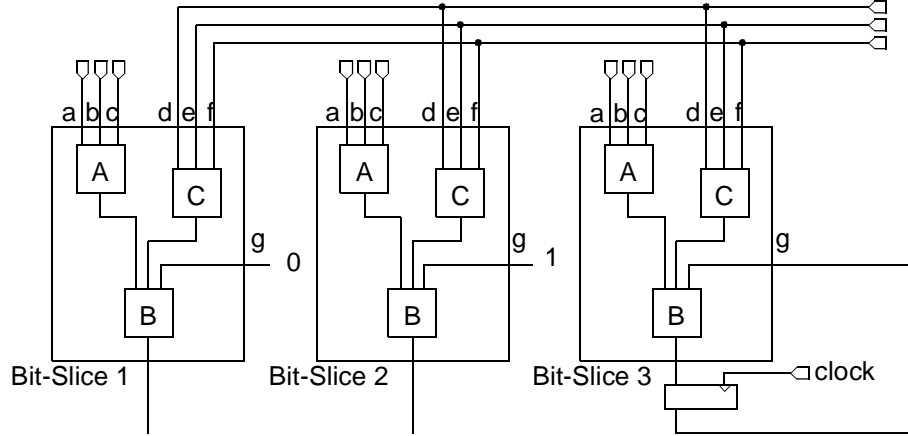 a b c d e f a b c d e f a b c d e f
A A A
C C C
g 0 g 1 g
B B B
Bit-Slice 1 Bit-Slice 2 Bit-Slice 3 clock